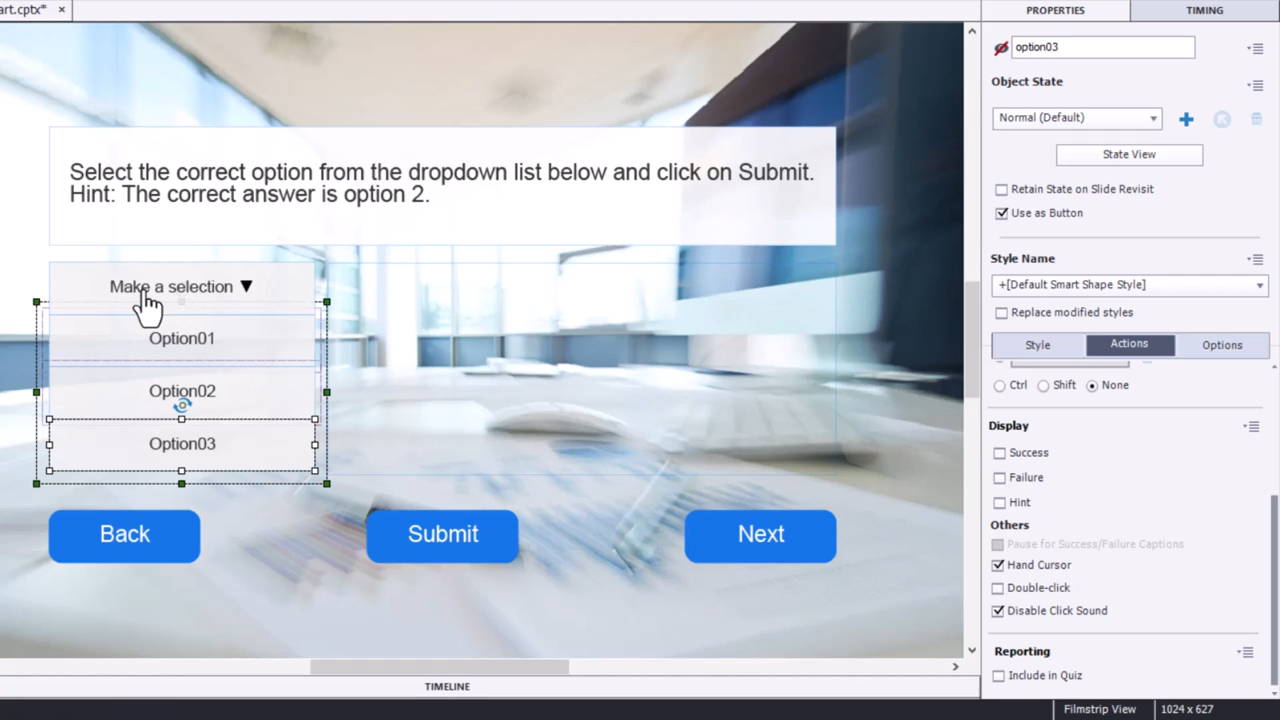 art.cptx* ×
PROPERTIES
TIMING
option03
Object State
Normal (Default)
State View
Retain State on Slide Revisit
Use as Button
Style Name
+[Default Smart Shape Style]
Replace modified styles
Style
Actions
Options
Ctrl
Shift
None
Display
Success
Failure
Hint
Others
Pause for Success/Failure Captions
Hand Cursor
Double-click
Disable Click Sound
Reporting
Include in Quiz
Select the correct option from the dropdown list below and click on Submit.
Hint: The correct answer is option 2.
Make a selection ▼
Option01
Option02
Option03
Back
Submit
Next
TIMELINE
Filmstrip View
1024 x 627